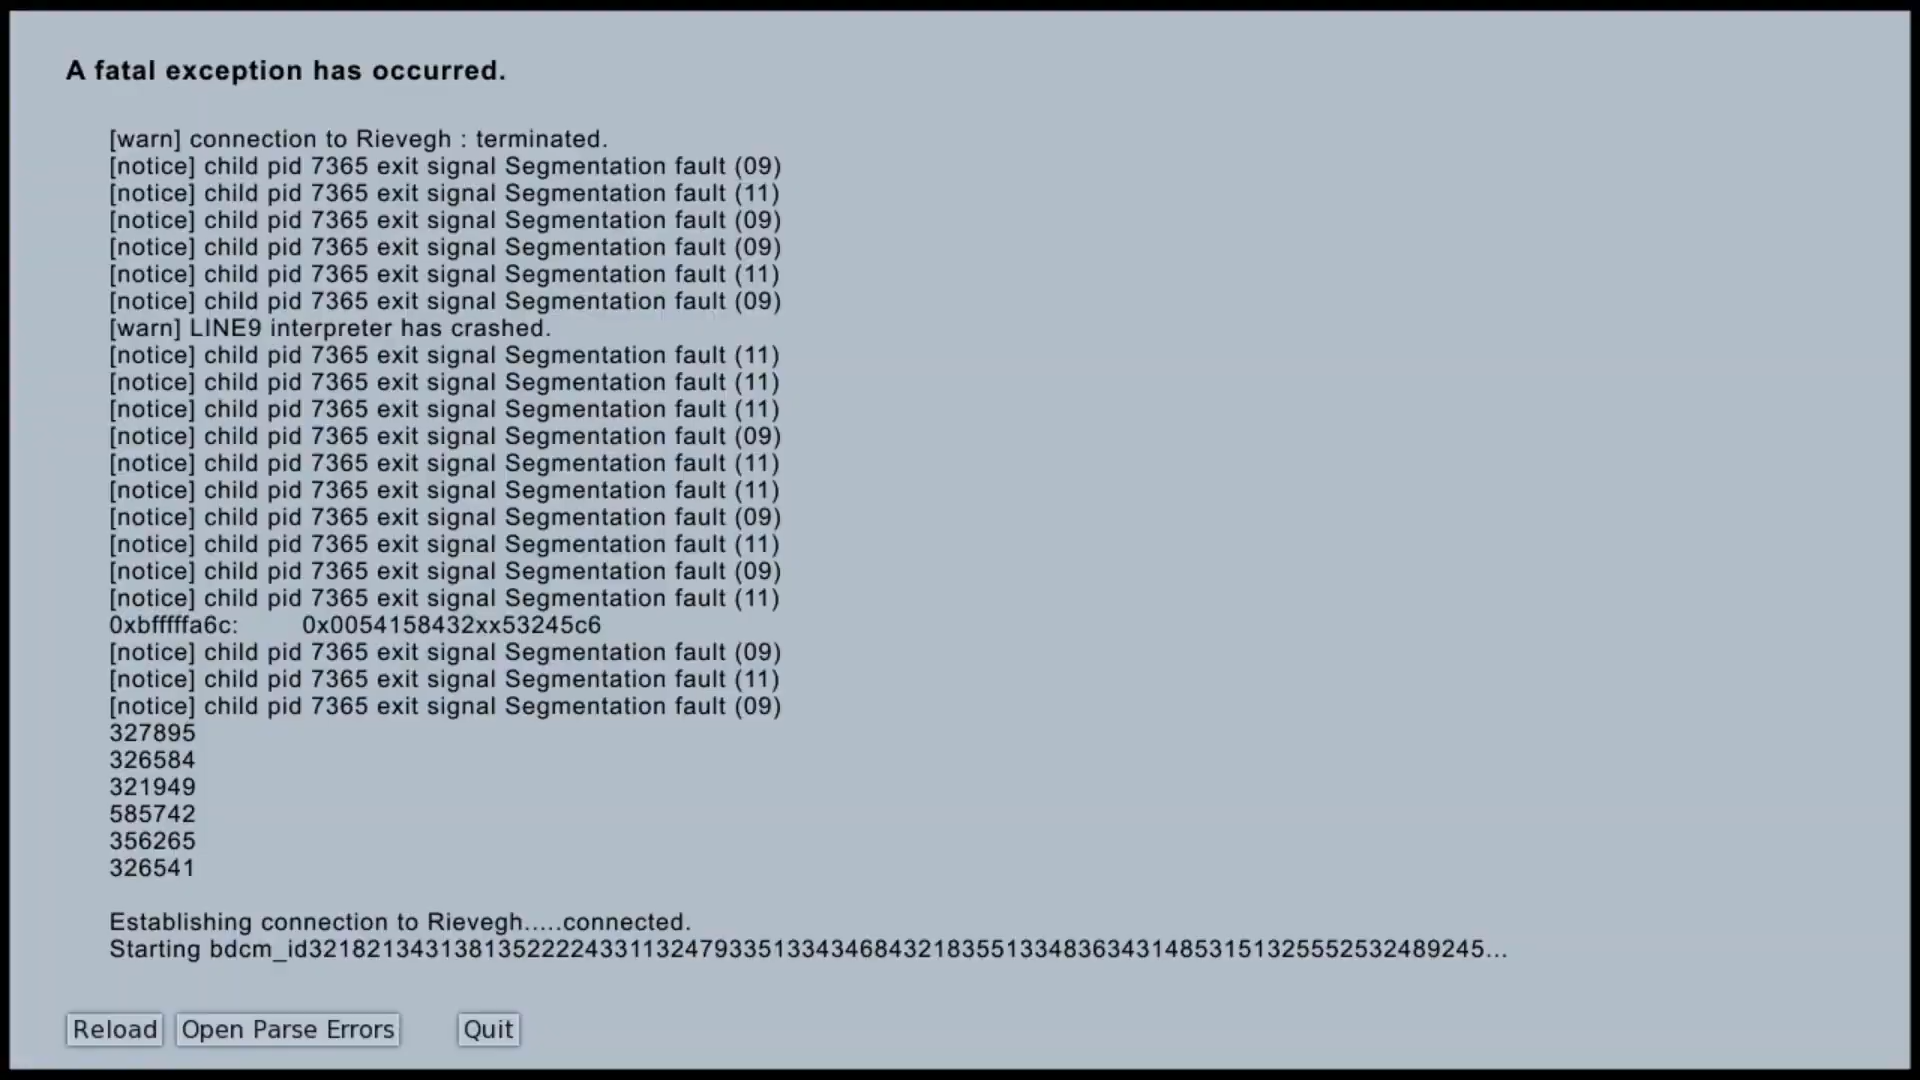 A fatal exception has occurred.
[warn] connection to Rievegh : terminated.
[notice] child pid 7365 exit signal Segmentation fault (09)
[notice] child pid 7365 exit signal Segmentation fault (11)
[notice] child pid 7365 exit signal Segmentation fault (09)
[notice] child pid 7365 exit signal Segmentation fault (09)
[notice] child pid 7365 exit signal Segmentation fault (11)
[notice] child pid 7365 exit signal Segmentation fault (09)
[warn] LINE9 interpreter has crashed.
[notice] child pid 7365 exit signal Segmentation fault (11)
[notice] child pid 7365 exit signal Segmentation fault (11)
[notice] child pid 7365 exit signal Segmentation fault (11)
[notice] child pid 7365 exit signal Segmentation fault (09)
[notice] child pid 7365 exit signal Segmentation fault (11)
[notice] child pid 7365 exit signal Segmentation fault (11)
[notice] child pid 7365 exit signal Segmentation fault (09)
[notice] child pid 7365 exit signal Segmentation fault (11)
[notice] child pid 7365 exit signal Segmentation fault (09)
[notice] child pid 7365 exit signal Segmentation fault (11)
0xbfffffa6c: 0x0054158432xx53245c6
[notice] child pid 7365 exit signal Segmentation fault (09)
[notice] child pid 7365 exit signal Segmentation fault (11)
[notice] child pid 7365 exit signal Segmentation fault (09)
327895
326584
321949
585742
356265
326541
Establishing connection to Rievegh.....connected.
Starting bdcm_id32182134313813522224331132479335133434684321835513348363431485315132555253248924​5...
Reload Open Parse Errors Quit